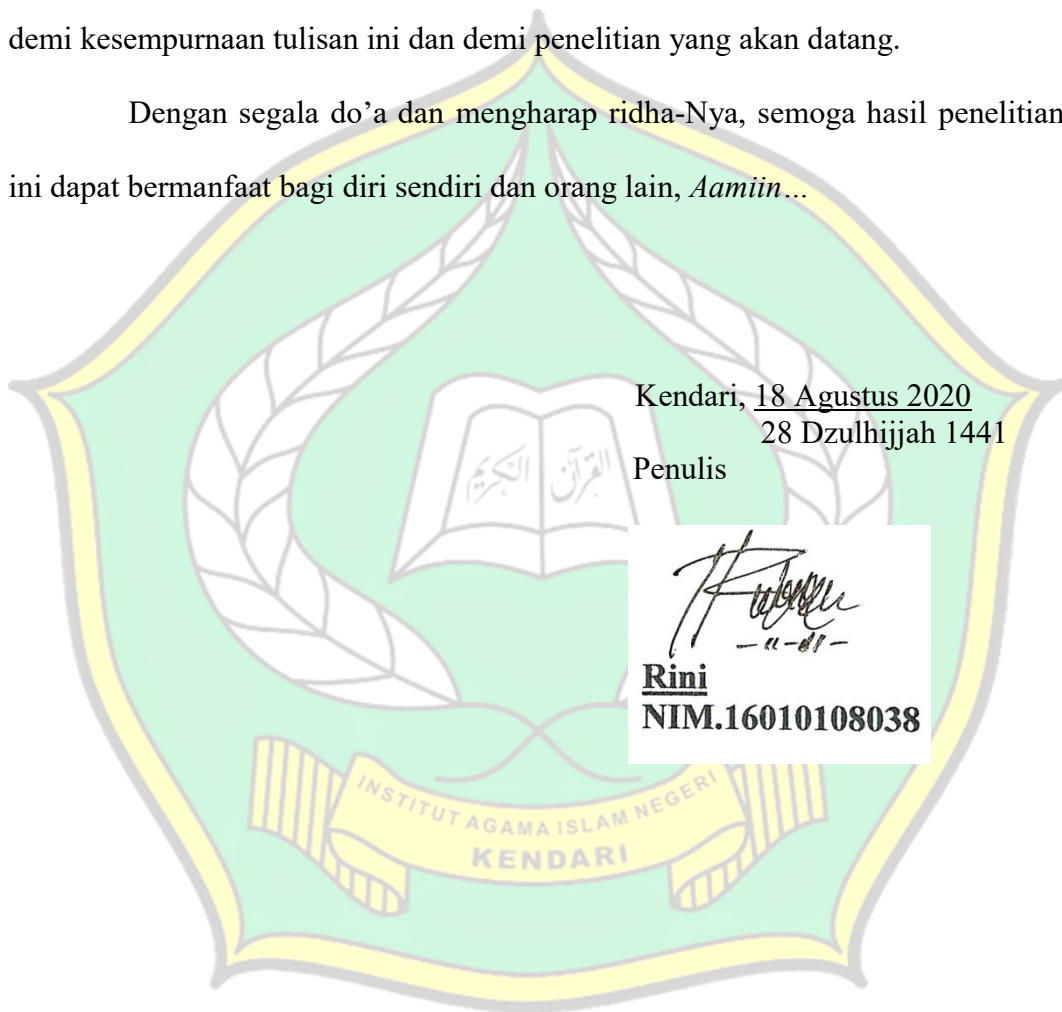 demi kesempurnaan tulisan ini dan demi penelitian yang akan datang.
Dengan segala do’a dan mengharap ridha-Nya, semoga hasil penelitian
ini dapat bermanfaat bagi diri sendiri dan orang lain, Aamiin…
Kendari, 18 Agustus 2020
28 Dzulhijjah 1441
Penulis
القرآن الكريم
Rini
NIM.16010108038
INSTITUT AGAMA ISLAM NEGERI
KENDARI